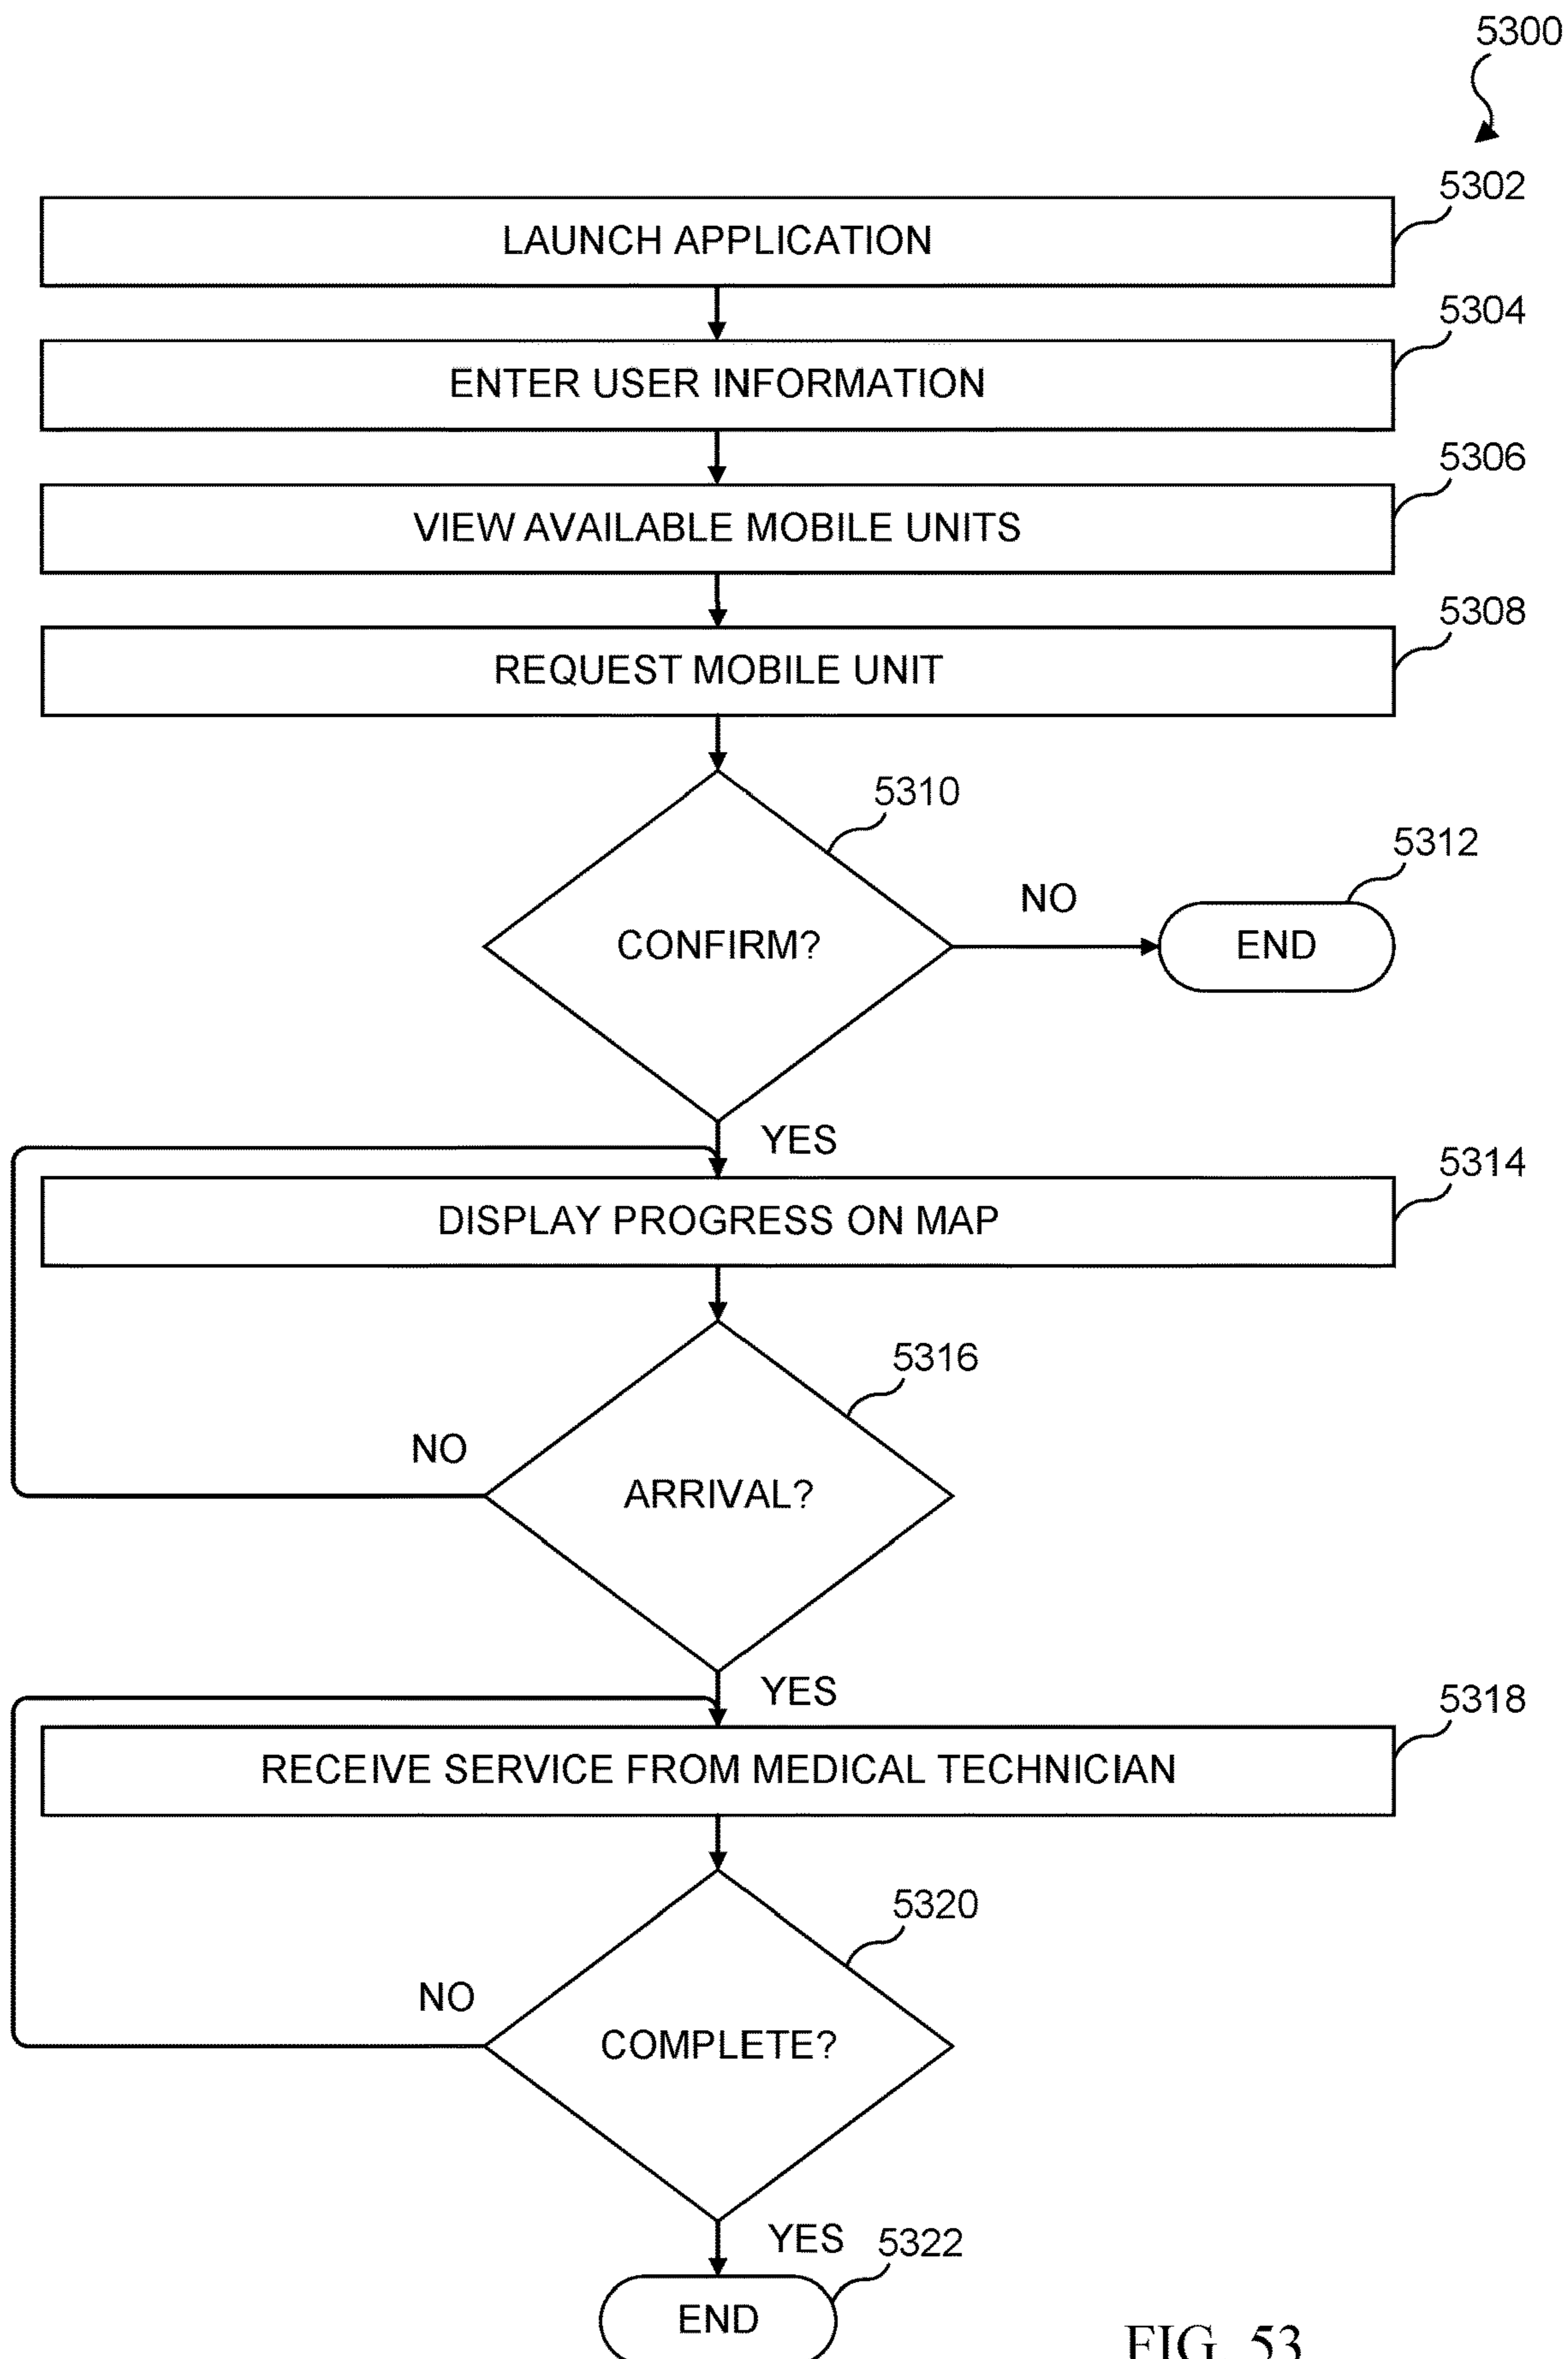 5300
5302
LAUNCH APPLICATION
5304
ENTER USER INFORMATION
5306
VIEW AVAILABLE MOBILE UNITS
5308
REQUEST MOBILE UNIT
5310
5312
NO
CONFIRM?
END
YES
5314
DISPLAY PROGRESS ON MAP
5316
NO
ARRIVAL?
YES
5318
RECEIVE SERVICE FROM MEDICAL TECHNICIAN
5320
NO
COMPLETE?
YES
5322
END
FIG. 53